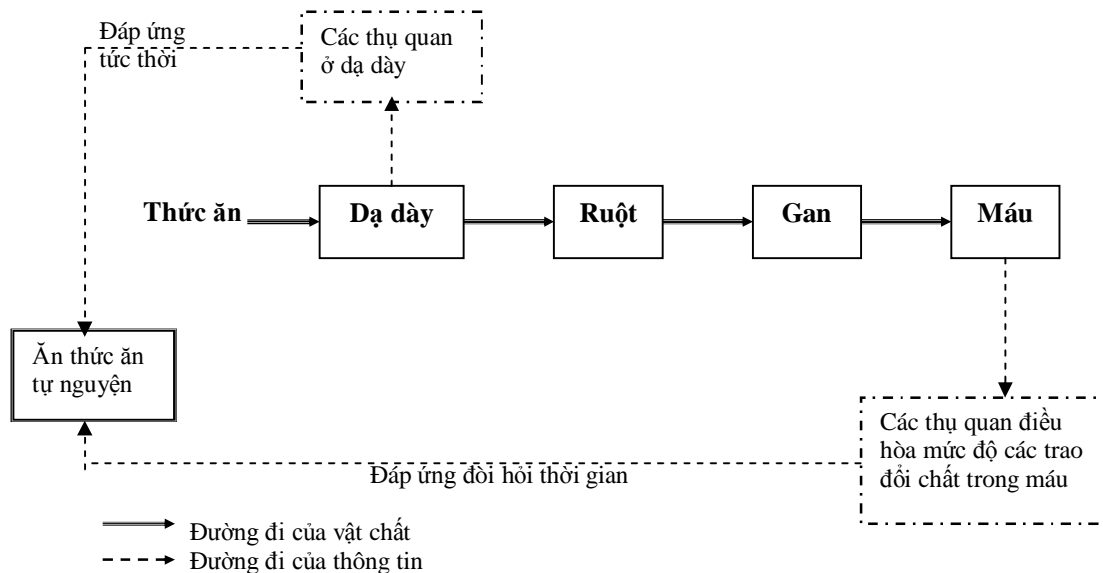 Đáp ứng
tức thời
Các thụ quan
ở dạ dày
Thức ăn
Dạ dày
Ruột
Gan
Máu
Ăn thức ăn
tự nguyện
Các thụ quan điều
hòa mức độ các trao
đổi chất trong máu
Đáp ứng đòi hỏi thời gian
Đường đi của vật chất
Đường đi của thông tin